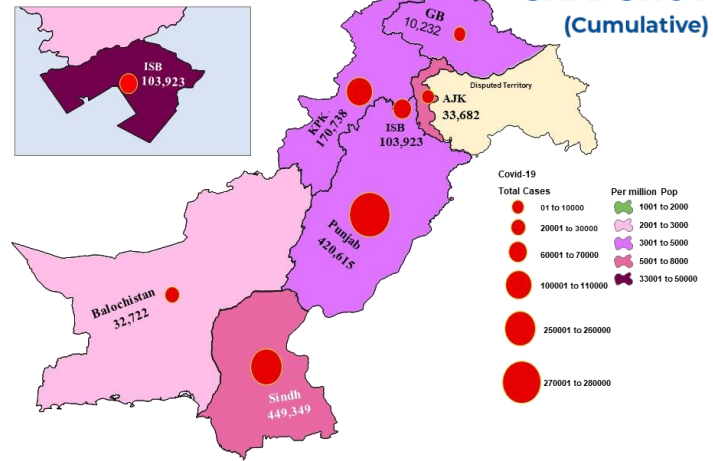 (Cumulative)
ISB
103,923
GB
10,232
Disputed Territory
AJK
33,682
KPK-
170,738
ISB
103,923
Punjab
420,615
Balochistan
32,722
Sindh
449,349
Covid-19
Total Cases
01 to 10000
20001 to 30000
60001 to 70000
100001 to 110000
250001 to 260000
270001 to 280000
Per million Pop
1001 to 2000
2001 to 3000
3001 to 5000
5001 to 8000
33001 to 50000